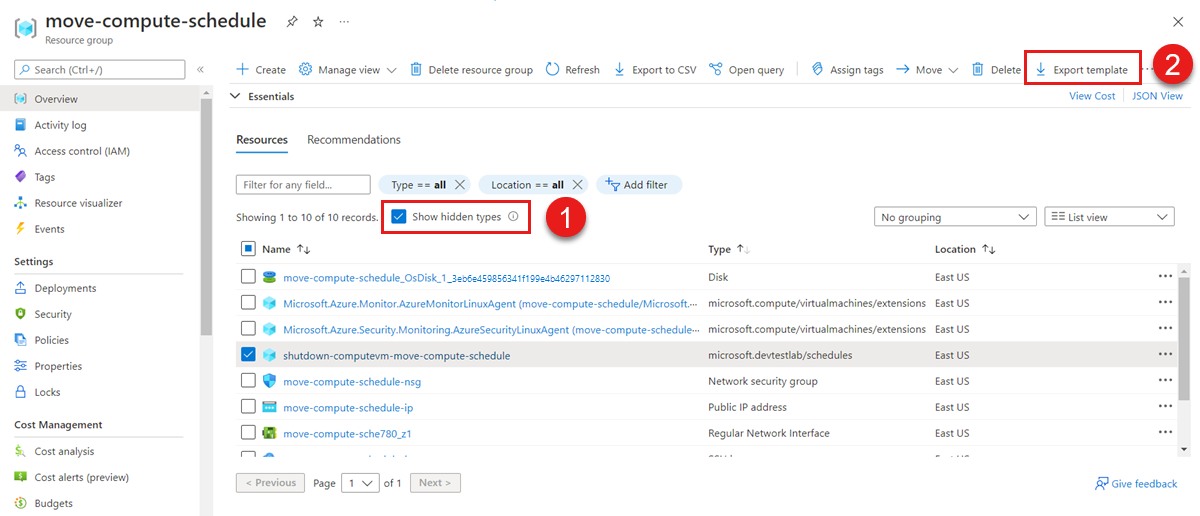 move-compute-schedule
Resource group
Search (Ctrl+/)
Create Manage view Delete resource group Refresh Export to CSV Open query Assign tags Move Delete Export template 2
Overview
Activity log
Access control (IAM)
Tags
Resource visualizer
Events
Settings
Deployments
Security
Policies
Properties
Locks
Cost Management
Cost analysis
Cost alerts (preview)
Budgets
Essentials View Cost JSON View
Resources Recommendations
Filter for any field... Type == all Location == all Add filter
Showing 1 to 10 of 10 records. Show hidden types 1 No grouping List view
Name Type Location
move-compute-schedule_OsDisk_1_3eb6e459856341f199e4b46297112830 Disk East US
Microsoft.Azure.Monitor.AzureMonitorLinuxAgent (move-compute-schedule/Microsoft.... microsoft.compute/virtualmachines/extensions East US
Microsoft.Azure.Security.Monitoring.AzureSecurityLinuxAgent (move-compute-schedule... microsoft.compute/virtualmachines/extensions East US
shutdown-computevm-move-compute-schedule microsoft.devtestlab/schedules East US
move-compute-schedule-nsg Network security group East US
move-compute-schedule-ip Public IP address East US
move-compute-sche780_z1 Regular Network Interface East US
< Previous Page 1 of 1 Next > Give feedback